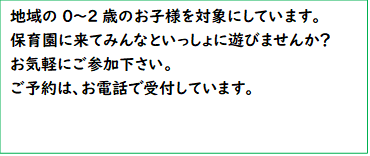 地域の 0～2 歳のお子様を対象にしています。
保育園に来てみんなといっしょに遊びませんか？
お気軽にご参加下さい。
ご予約は、お電話で受付しています。